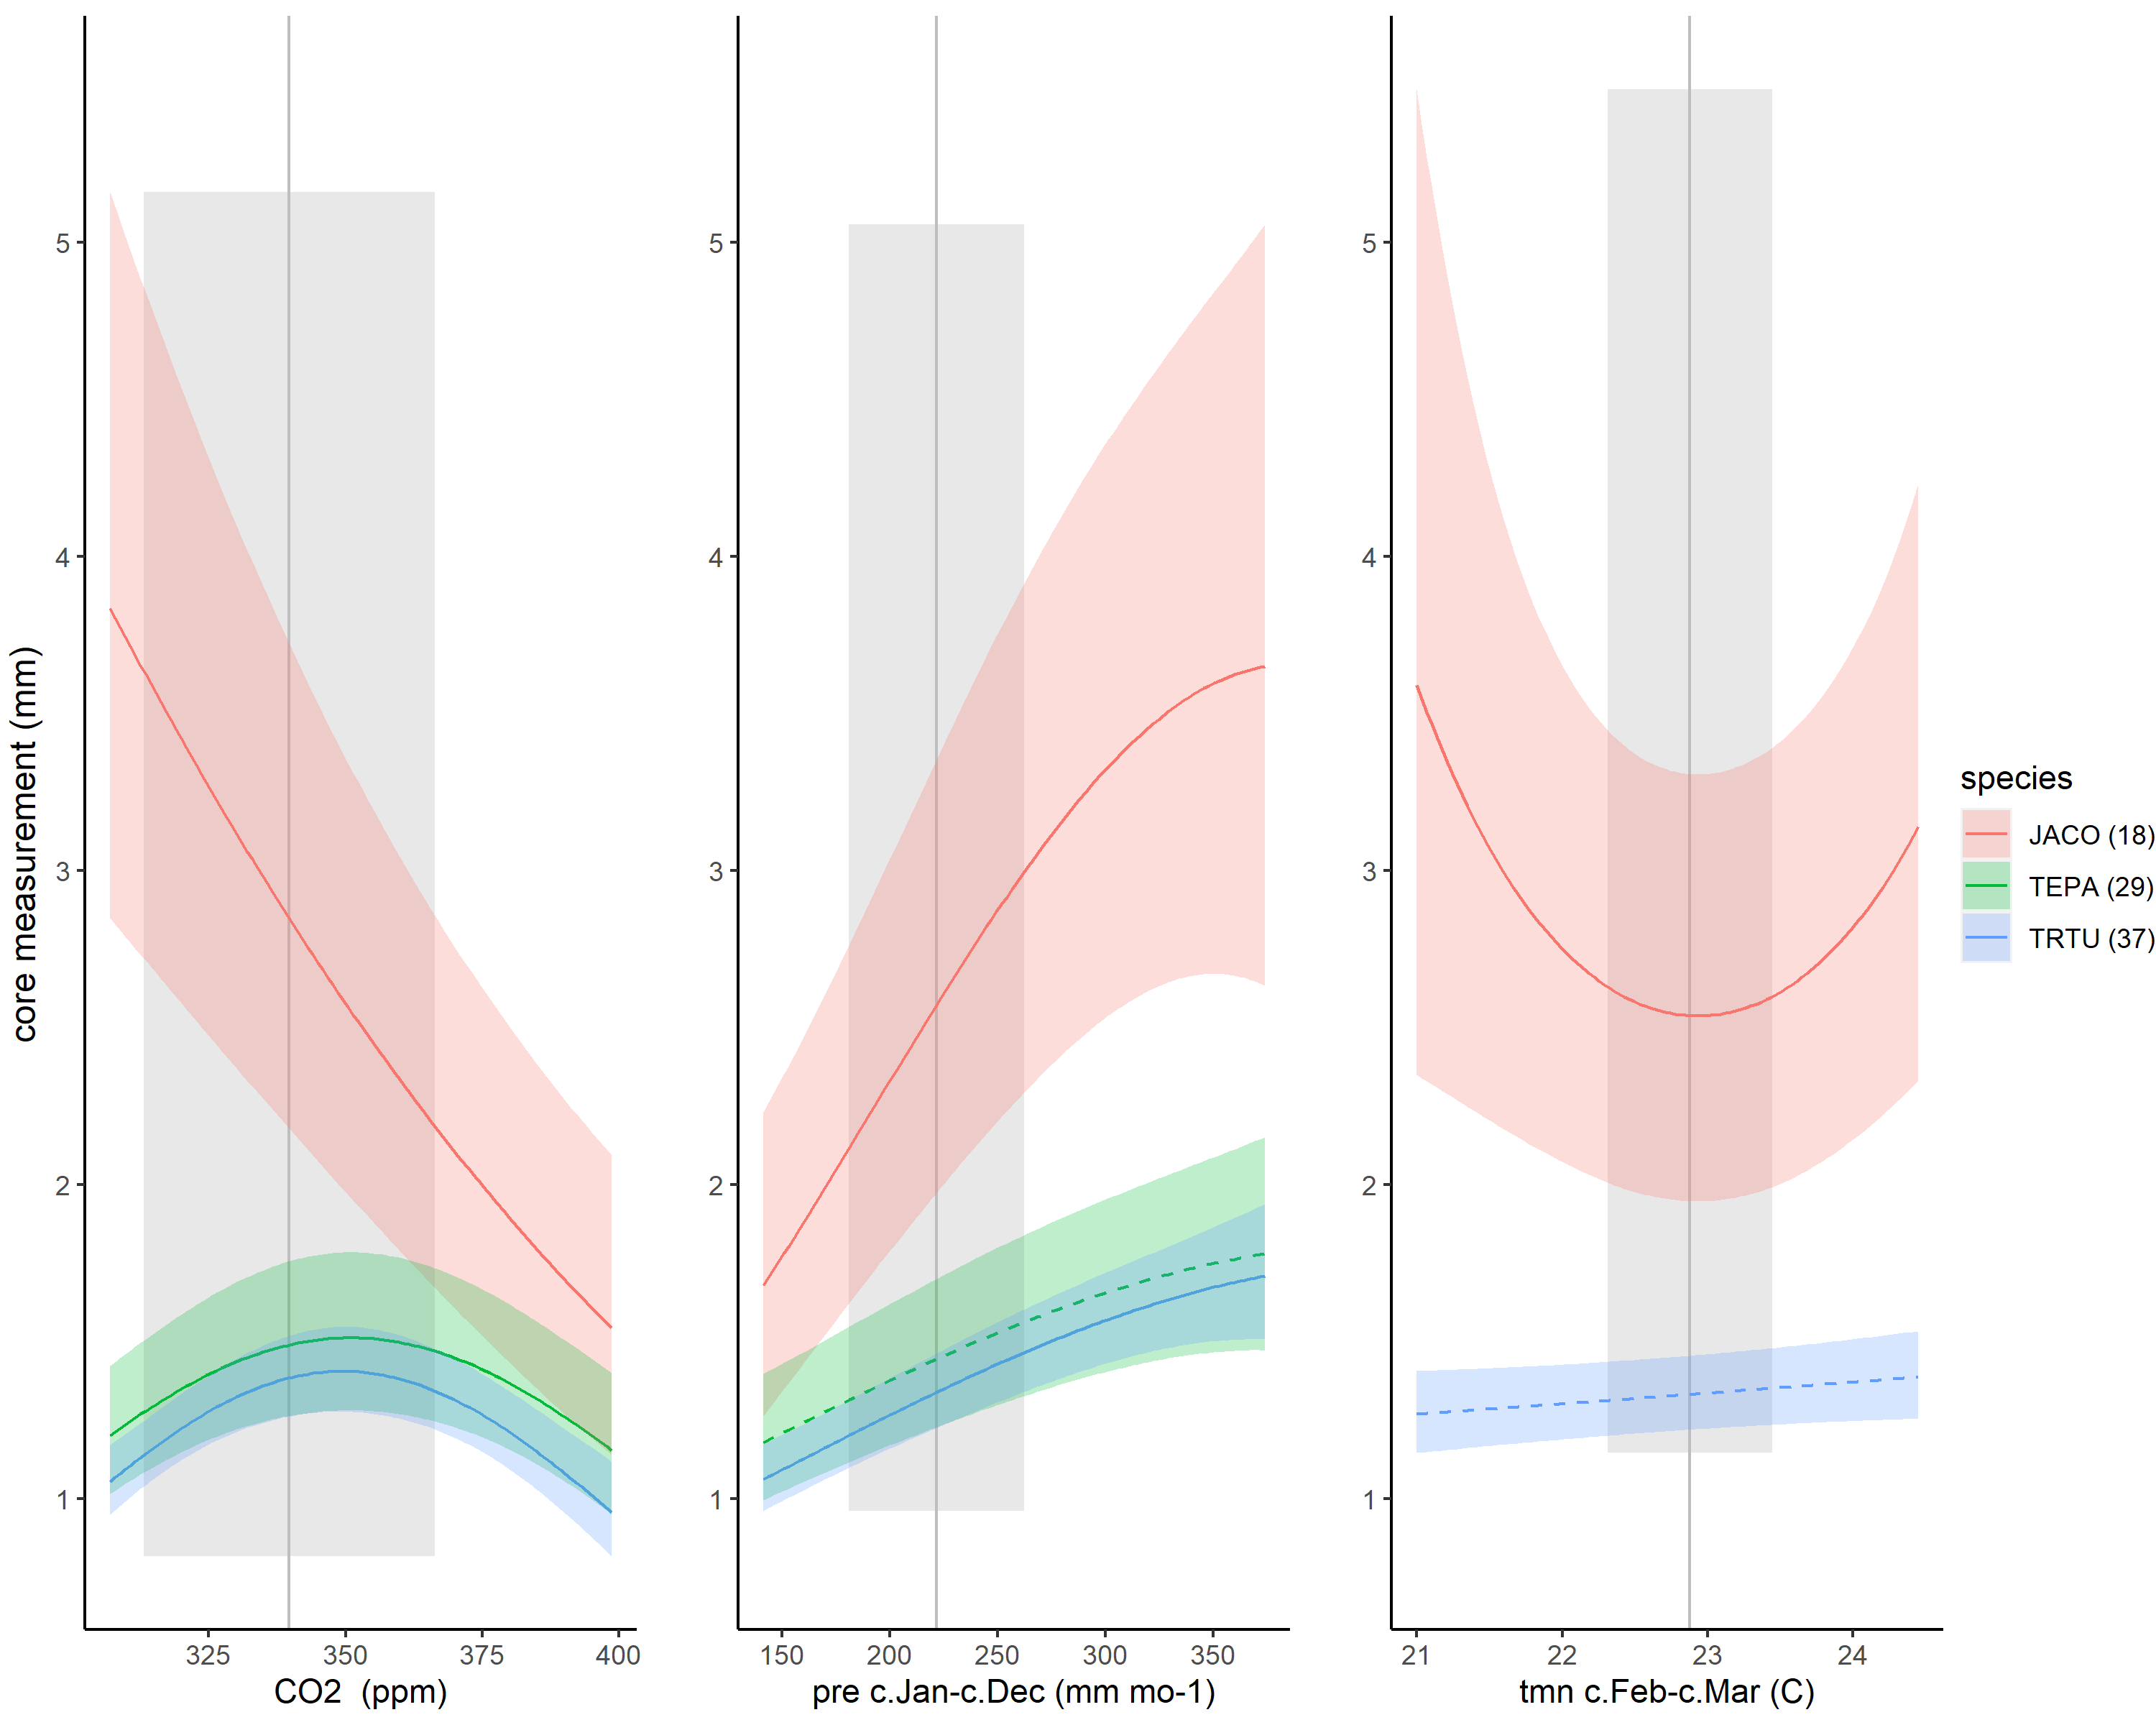 core measurement (mm)
5
4
3
2
1
325 350 375 400
CO2  (ppm)
5
4
3
2
1
150 200 250 300 350
pre c.Jan-c.Dec (mm mo-1)
5
4
3
2
1
21 22 23 24
tmn c.Feb-c.Mar (C)
species
JACO (18)
TEPA (29)
TRTU (37)